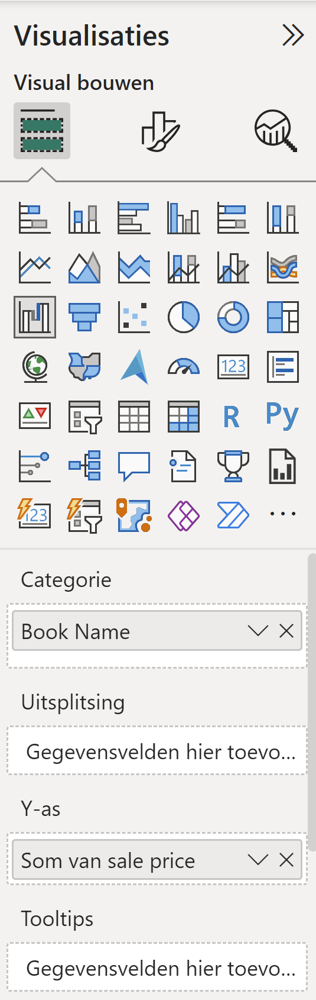 Visualisaties
Visual bouwen
123
R
Py
123
Categorie
Book Name
Uitsplitsing
Gegevensvelden hier toevo...
Y-as
Som van sale price
Tooltips
Gegevensvelden hier toevo...